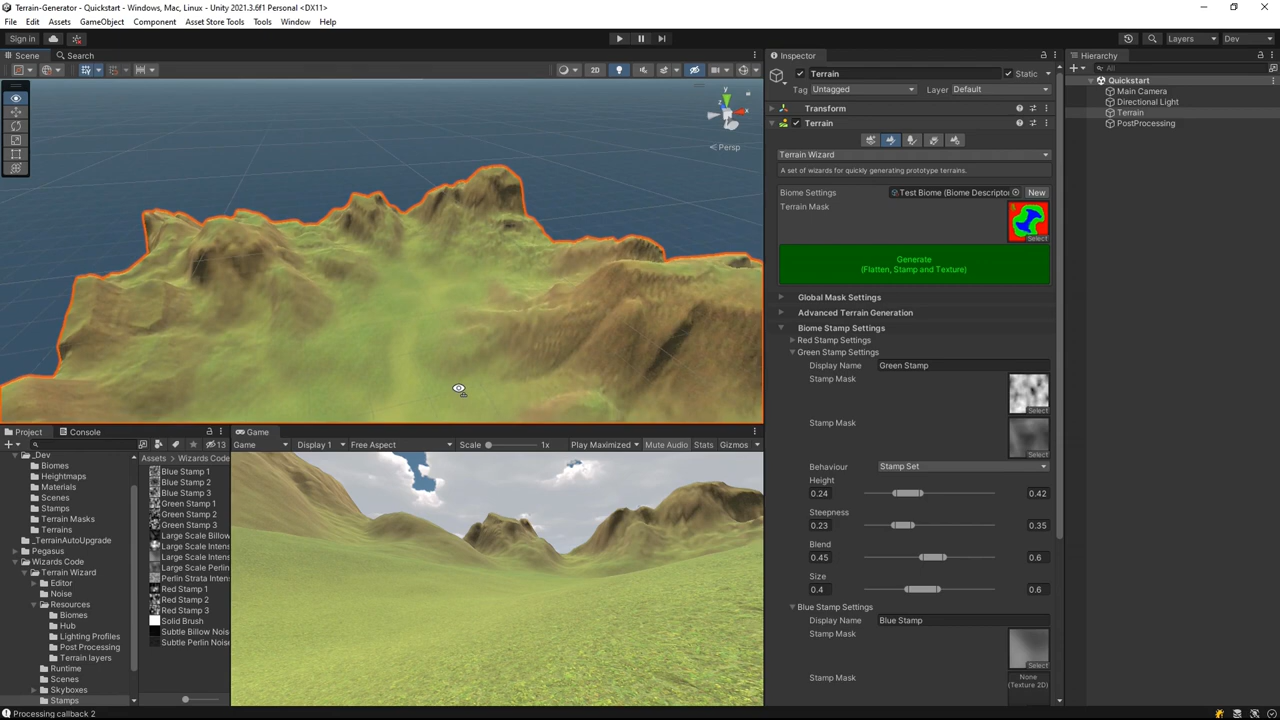 Terrain-Generator - Quickstart - Windows, Mac, Linux - Unity 2021.3.6f1 Personal <DX11>
File Edit Assets GameObject Component Asset Store Tools Tools Window Help
Sign in
Layers Dev
Scene Search
2D
y
x
z
Persp
Inspector
Terrain Static
Tag Untagged Layer Default
Transform
Terrain
Terrain Wizard
A set of wizards for quickly generating prototype terrains.
Biome Settings Test Biome (Biome Descriptor New
Terrain Mask
Select
Generate
(Flatten, Stamp and Texture)
Global Mask Settings
Advanced Terrain Generation
Biome Stamp Settings
Red Stamp Settings
Green Stamp Settings
Display Name Green Stamp
Stamp Mask
Select
Stamp Mask
Select
Behaviour Stamp Set
Height
0.24 0.42
Steepness
0.23 0.35
Blend
0.45 0.6
Size
0.4 0.6
Blue Stamp Settings
Display Name Blue Stamp
Stamp Mask
Select
Stamp Mask
None
(Texture 2D)
Hierarchy
All
Quickstart
Main Camera
Directional Light
Terrain
PostProcessing
Project Console
13
_Dev
Biomes
Heightmaps
Materials
Scenes
Stamps
Terrain Masks
Terrains
_TerrainAutoUpgrade
Pegasus
Wizards Code
Terrain Wizard
Editor
Noise
Resources
Biomes
Hub
Lighting Profiles
Post Processing
Terrain layers
Runtime
Scenes
Skyboxes
Stamps
Assets Wizards Code
Blue Stamp 1
Blue Stamp 2
Blue Stamp 3
Green Stamp 1
Green Stamp 2
Green Stamp 3
Large Scale Billow
Large Scale Intens
Large Scale Intens
Large Scale Perlin
Perlin Strata Intens
Red Stamp 1
Red Stamp 2
Red Stamp 3
Solid Brush
Subtle Billow Nois
Subtle Perlin Noise
Game
Game Display 1 Free Aspect Scale 1x Play Maximized Mute Audio Stats Gizmos
Processing callback 2